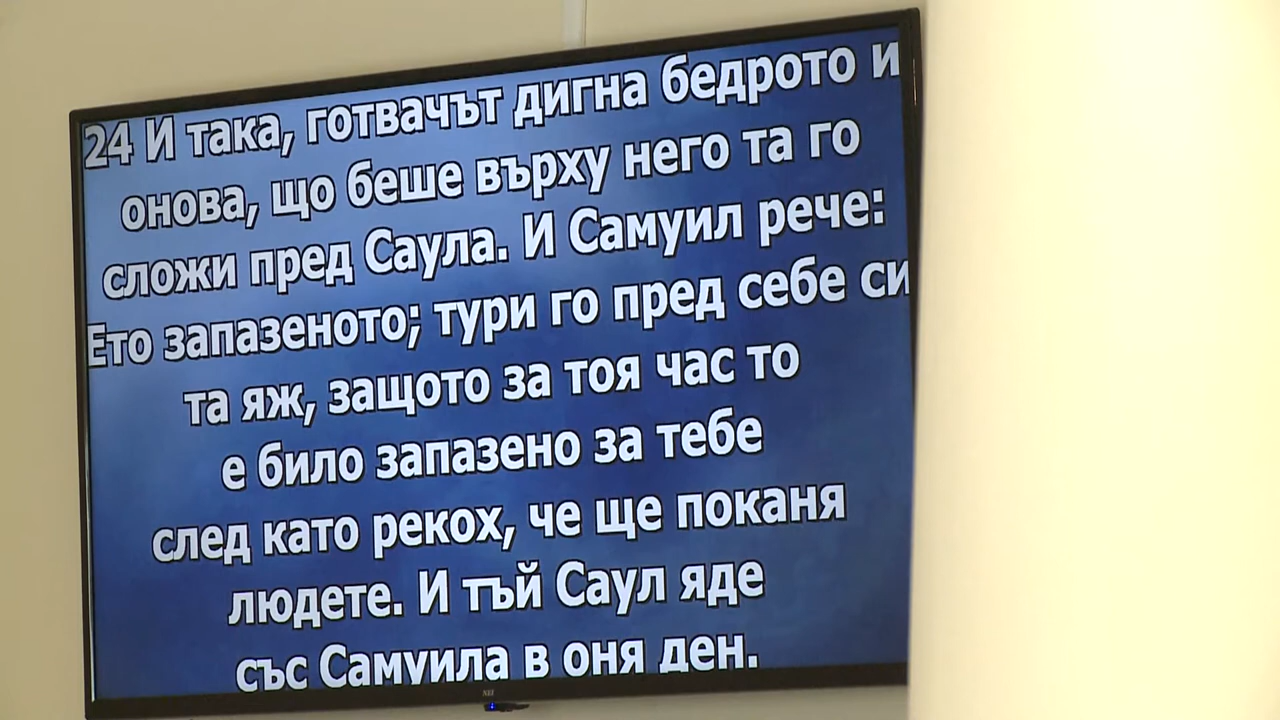 24 И така, готвачът дигна бедрото и
онова, що беше върху него та го
сложи пред Саула. И Самуил рече:
Ето запазеното; тури го пред себе си
та яж, защото за тоя час то
е било запазено за тебе
след като рекох, че ще поканя
людете. И тъй Саул яде
със Самуила в оня ден.
NEI